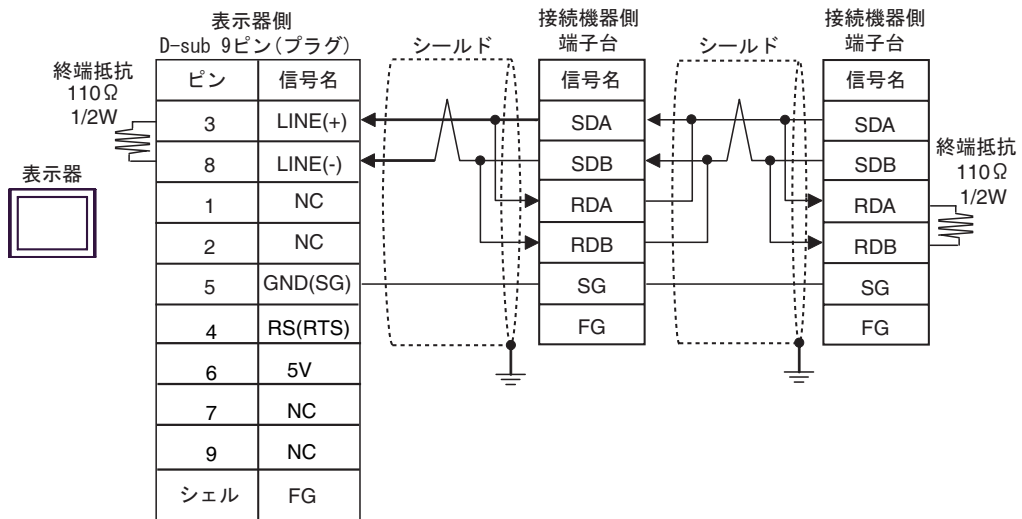 表示器側
D-sub 9ピン(プラグ)
シールド
接続機器側
端子台
シールド
接続機器側
端子台
終端抵抗
110Ω
1/2W
表示器
ピン 信号名
3 LINE(+)
8 LINE(-)
1 NC
2 NC
5 GND(SG)
4 RS(RTS)
6 5V
7 NC
9 NC
シェル FG
信号名
SDA
SDB
RDA
RDB
SG
FG
信号名
SDA
SDB
RDA
RDB
SG
FG
終端抵抗
110Ω
1/2W